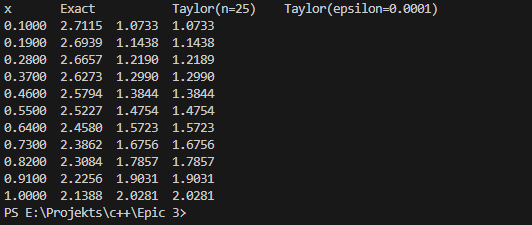 x       Exact           Taylor(n=25)    Taylor(epsilon=0.0001)
0.1000  2.7115  1.0733  1.0733
0.1900  2.6939  1.1438  1.1438
0.2800  2.6657  1.2190  1.2189
0.3700  2.6273  1.2990  1.2990
0.4600  2.5794  1.3844  1.3844
0.5500  2.5227  1.4754  1.4754
0.6400  2.4580  1.5723  1.5723
0.7300  2.3862  1.6756  1.6756
0.8200  2.3084  1.7857  1.7857
0.9100  2.2256  1.9031  1.9031
1.0000  2.1388  2.0281  2.0281
PS E:\Projekts\c++\Epic 3>